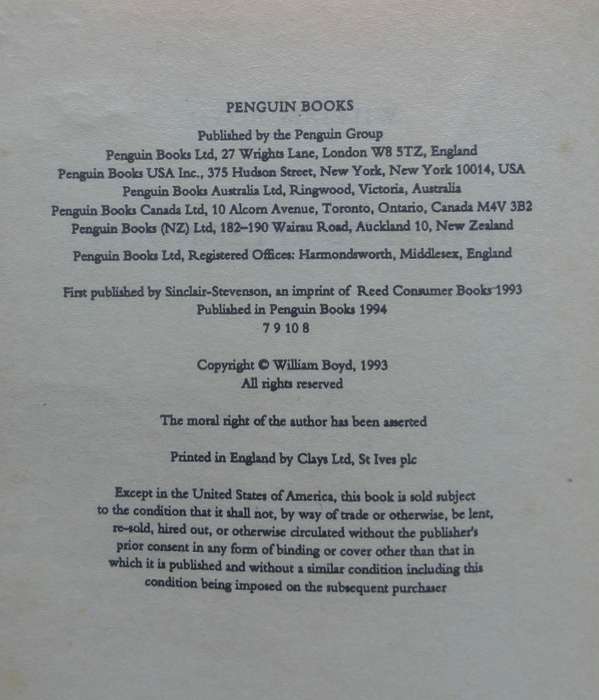 PENGUIN BOOKS
Published by the Penguin Group
Penguin Books Ltd, 27 Wrights Lane, London W8 5TZ, England
Penguin Books USA Inc., 375 Hudson Street, New York, New York 10014, USA
Penguin Books Australia Ltd, Ringwood, Victoria, Australia
Penguin Books Canada Ltd, 10 Alcorn Avenue, Toronto, Ontario, Canada M4V 3B2
Penguin Books (NZ) Ltd, 182–190 Wairau Road, Auckland 10, New Zealand
Penguin Books Ltd, Registered Offices: Harmondsworth, Middlesex, England
First published by Sinclair-Stevenson, an imprint of Reed Consumer Books 1993
Published in Penguin Books 1994
7 9 10 8
Copyright © William Boyd, 1993
All rights reserved
The moral right of the author has been asserted
Printed in England by Clays Ltd, St Ives plc
Except in the United States of America, this book is sold subject
to the condition that it shall not, by way of trade or otherwise, be lent,
re-sold, hired out, or otherwise circulated without the publisher's
prior consent in any form of binding or cover other than that in
which it is published and without a similar condition including this
condition being imposed on the subsequent purchaser